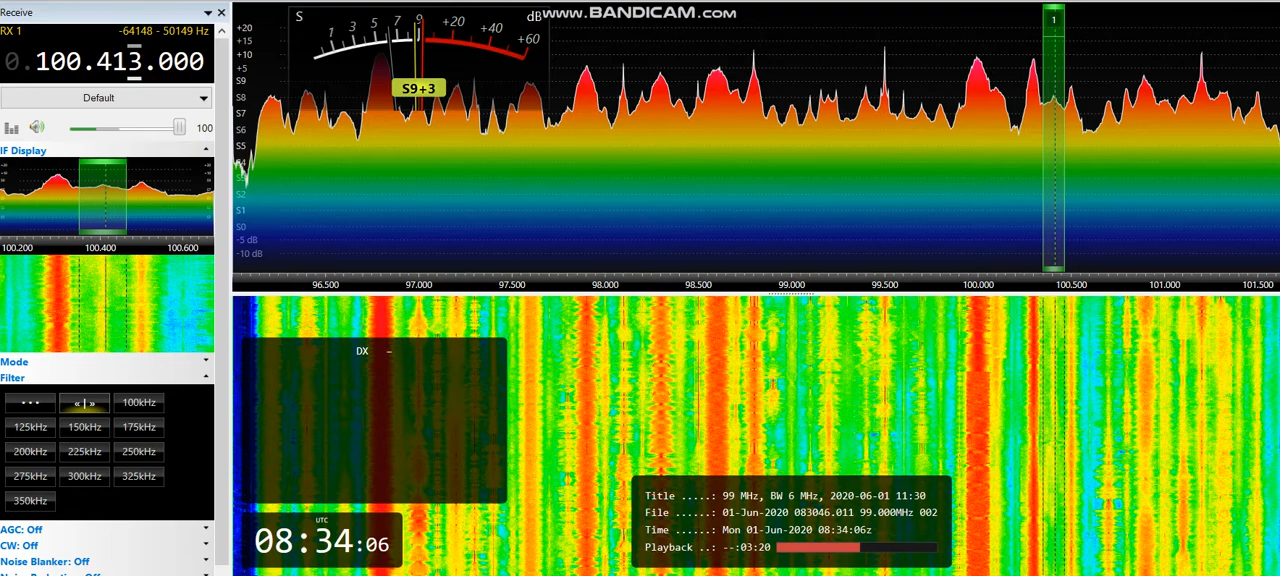 Receive
RX 1
-64148 - 50149 Hz
0.100.413.000
Default
100
IF Display
100.200
100.400
100.600
Mode
Filter
• • •
« | »
100kHz
125kHz
150kHz
175kHz
200kHz
225kHz
250kHz
275kHz
300kHz
325kHz
350kHz
AGC: Off
CW: Off
Noise Blanker: Off
www.BANDICAM.com
S
dB
1
3
5
7
9
+20
+40
+60
S9+3
1
+20
+15
+10
+5
S9
S8
S7
S6
S5
S2
S1
S0
-5 dB
-10 dB
96.500
97.000
97.500
98.000
98.500
99.000
99.500
100.000
100.500
101.000
101.500
DX –
UTC
08:34:06
Title .....: 99 MHz, BW 6 MHz, 2020-06-01 11:30
File ......: 01-Jun-2020 083046.011 99.000MHz 002
Time ......: Mon 01-Jun-2020 08:34:06z
Playback ..: --:03:20